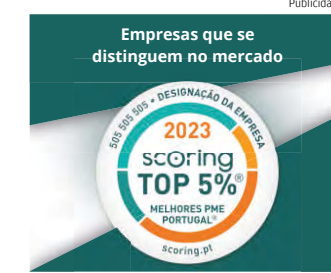 Publicida
Empresas que se
distinguem no mercado
505 505 505 + DESIGNAÇÃO DA EMPRESA
2023
scoring
TOP 5%®
MELHORES PME
PORTUGAL®
scoring.pt